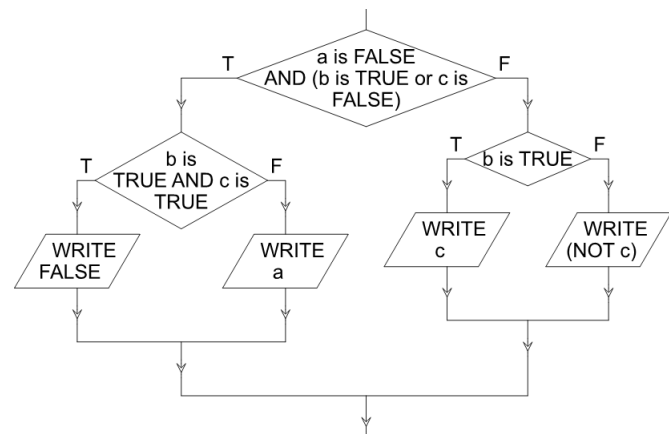 a is FALSE
T
AND (b is TRUE or c is
F
FALSE)
T
b is
TRUE AND c is
TRUE
F
T
b is TRUE
F
WRITE
FALSE
WRITE
a
WRITE
c
WRITE
(NOT c)